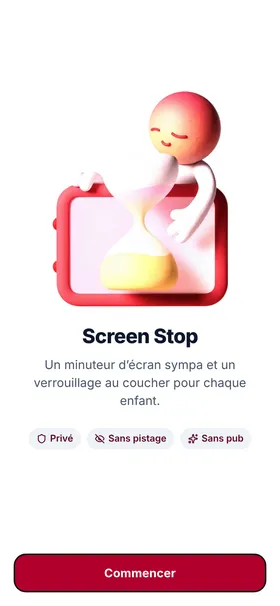 Screen Stop
Un minuteur d’écran sympa et un
verrouillage au coucher pour chaque
enfant.
Privé
Sans pistage
Sans pub
Commencer